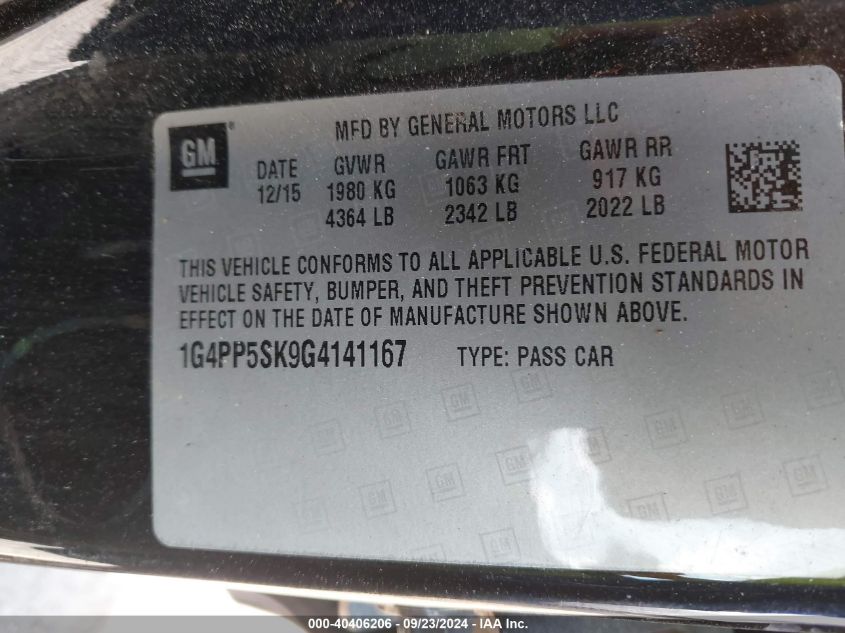 GM
MFD BY GENERAL MOTORS LLC
DATE GVWR GAWR FRT GAWR RR
12/15 1980 KG 1063 KG 917 KG
4364 LB 2342 LB 2022 LB
THIS VEHICLE CONFORMS TO ALL APPLICABLE U.S. FEDERAL MOTOR
VEHICLE SAFETY, BUMPER, AND THEFT PREVENTION STANDARDS IN
EFFECT ON THE DATE OF MANUFACTURE SHOWN ABOVE.
1G4PP5SK9G4141167 TYPE: PASS CAR
000-40406206 - 09/23/2024 - IAA Inc.